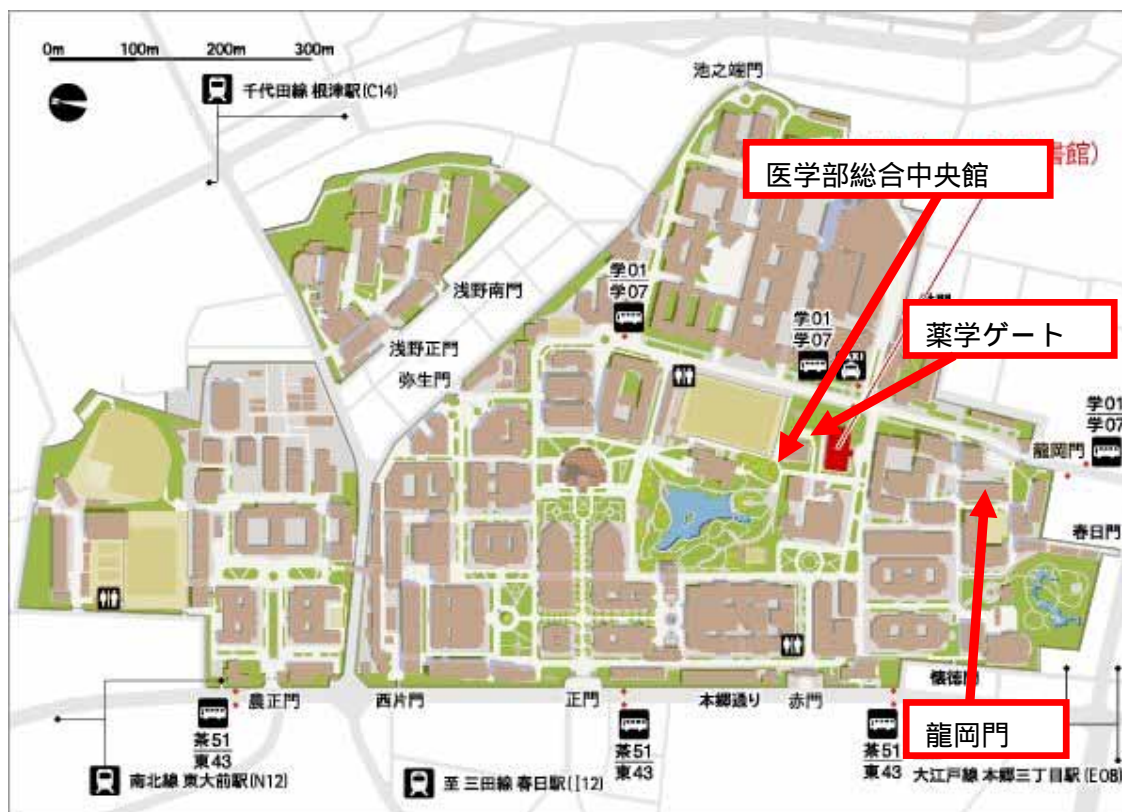 0m 100m 200m 300m
千代田線 根津駅(C14)
池之端門
書館)
医学部総合中央館
浅野南門
学01
学07
学01
学07
TAXI
薬学ゲート
浅野正門
弥生門
学01
学07
龍岡門
春日門
懐徳門
農正門
西片門
正門
本郷通り
赤門
龍岡門
茶51
東43
茶51
東43
茶51
東43
南北線 東大前駅(N12)
至 三田線 春日駅(I12)
大江戸線 本郷三丁目駅(E08)